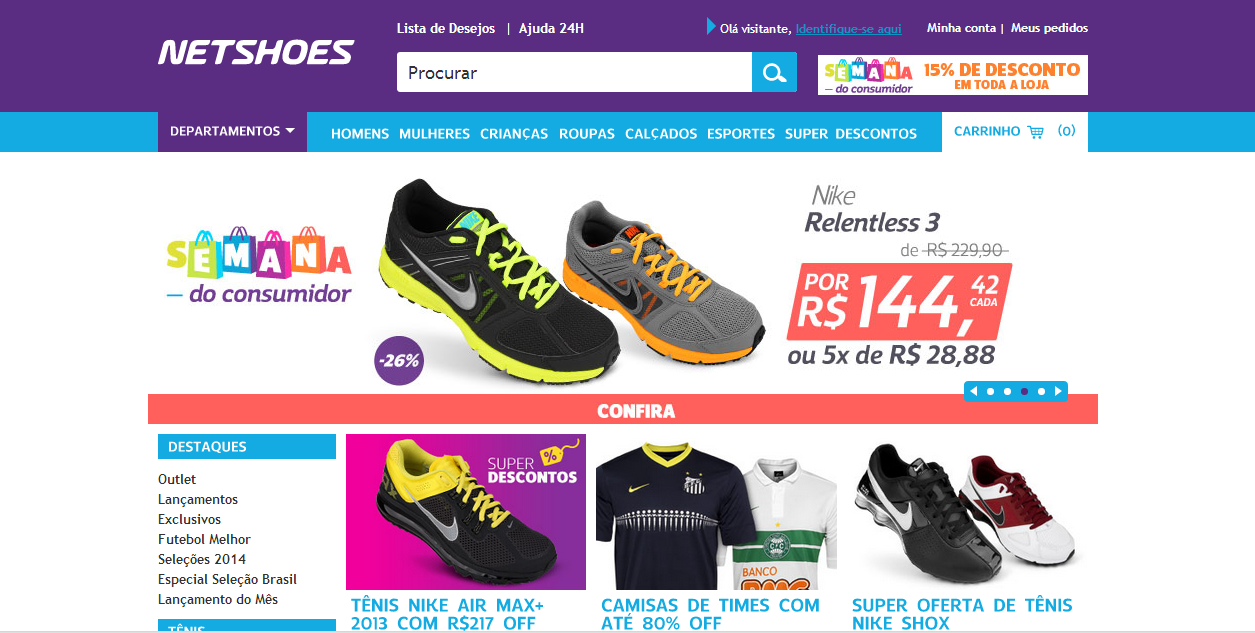 Lista de Desejos | Ajuda 24H
Olá visitante, Identifique-se aqui
Minha conta | Meus pedidos
NETSHOES
Procurar
SEMANA
do consumidor
15% DE DESCONTO
EM TODA A LOJA
DEPARTAMENTOS
HOMENS MULHERES CRIANÇAS ROUPAS CALÇADOS ESPORTES SUPER DESCONTOS
CARRINHO (0)
SEMANA
do consumidor
-26%
Nike
Relentless 3
de R$ 229,90
POR
R$ 144,42
CADA
ou 5x de R$ 28,88
CONFIRA
DESTAQUES
Outlet
Lançamentos
Exclusivos
Futebol Melhor
Seleções 2014
Especial Seleção Brasil
Lançamento do Mês
TÊNIS
SUPER
DESCONTOS
%
TÊNIS NIKE AIR MAX+
2013 COM R$217 OFF
BANCO
CAMISAS DE TIMES COM
ATÉ 80% OFF
SUPER OFERTA DE TÊNIS
NIKE SHOX